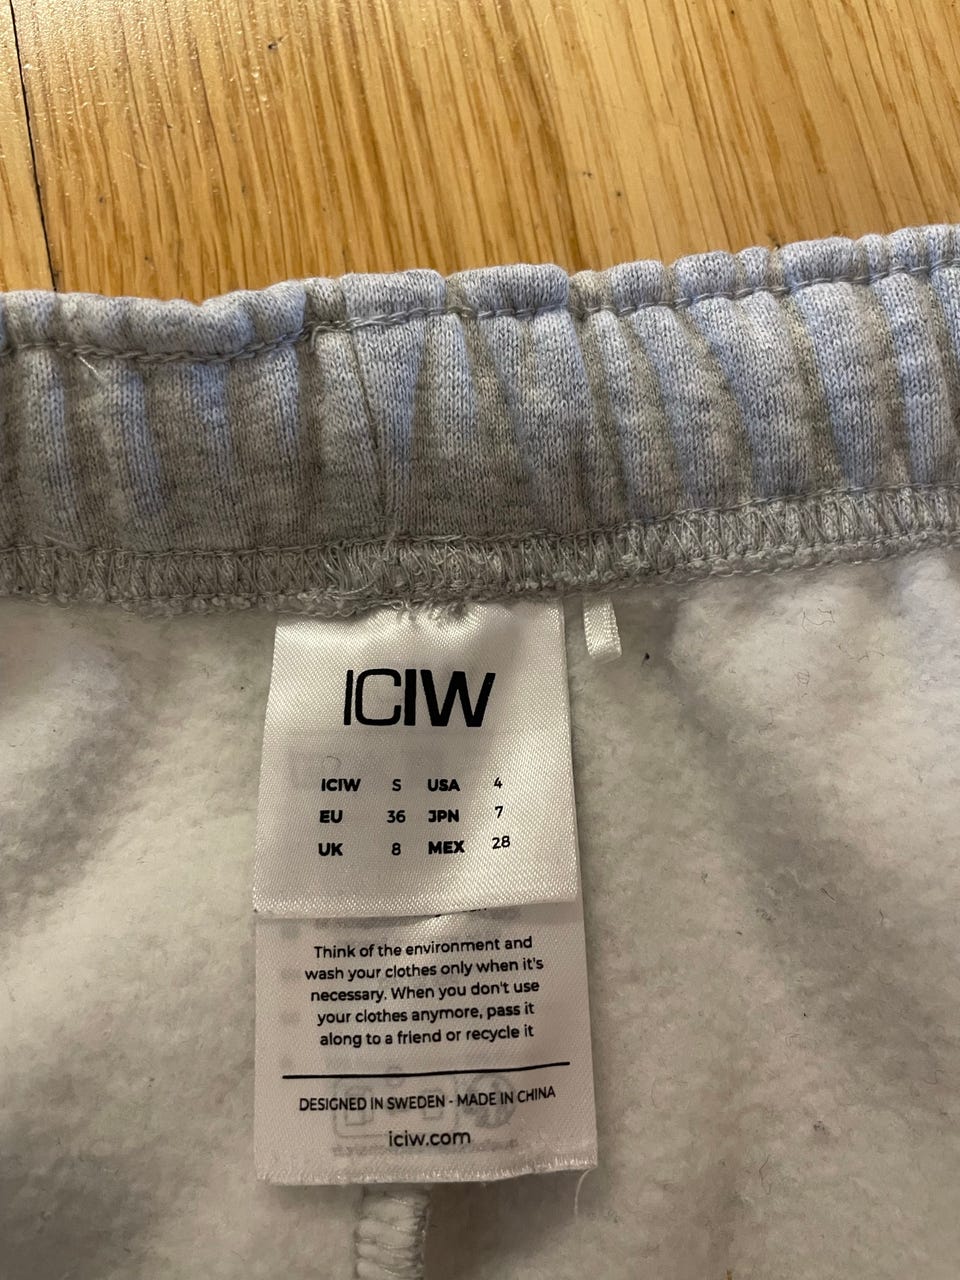 ICIW
ICIW S USA 4
EU 36 JPN 7
UK 8 MEX 28
Think of the environment and
wash your clothes only when it's
necessary. When you don't use
your clothes anymore, pass it
along to a friend or recycle it
DESIGNED IN SWEDEN - MADE IN CHINA
iciw.com